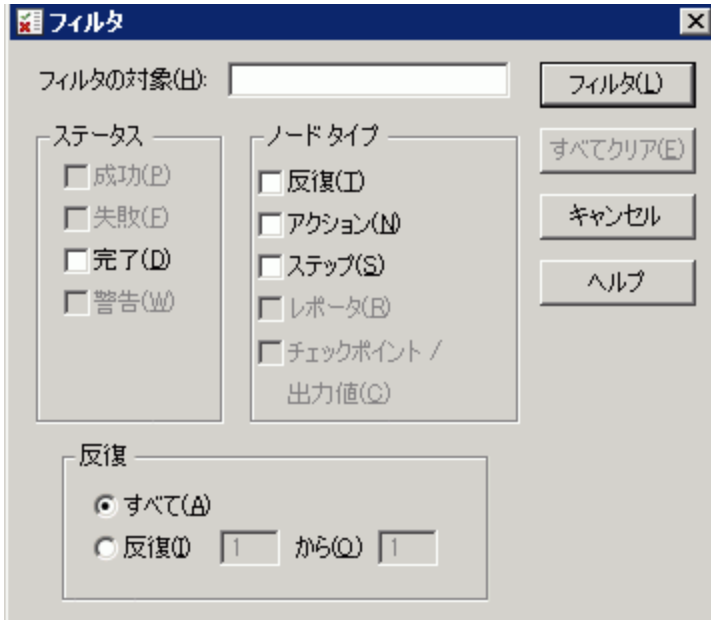 フィルタ
フィルタの対象(H):
フィルタ(L)
すべてクリア(E)
キャンセル
ヘルプ
ステータス
成功(P)
失敗(F)
完了(D)
警告(W)
ノード タイプ
反復(T)
アクション(N)
ステップ(S)
レポータ(R)
チェックポイント /
出力値(C)
反復
すべて(A)
反復(I) 1 から(O) 1